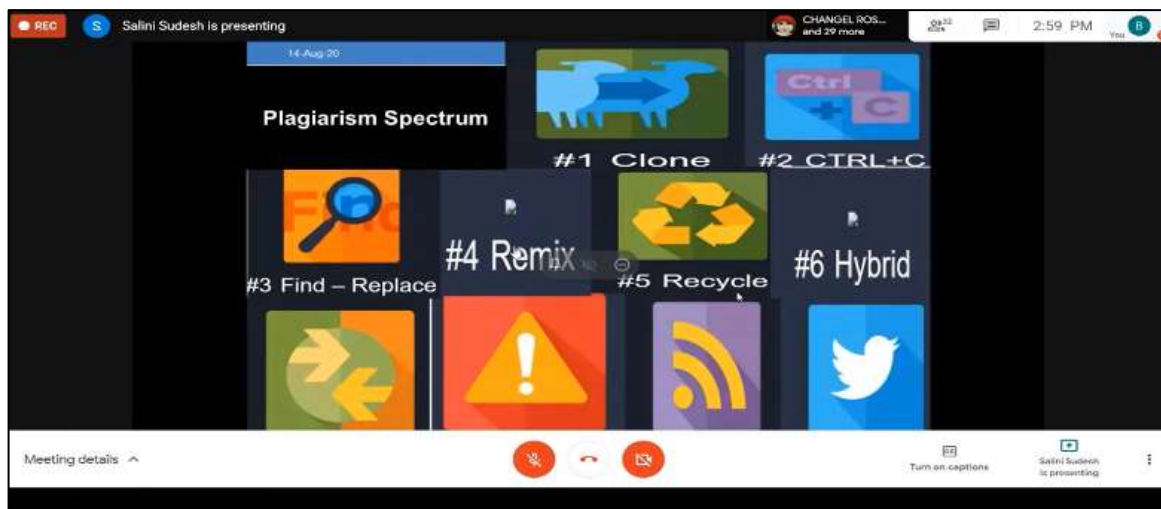 REC
S
Salini Sudesh is presenting
CHANGEL ROS...
and 29 more
2:59 PM
You
B
14-Aug-20
Plagiarism Spectrum
Ctrl
+ C
#1 Clone
#2 CTRL+C
Find
#4 Remix
#6 Hybrid
#3 Find – Replace
#5 Recycle
Meeting details
Turn on captions
Salini Sudesh
is presenting